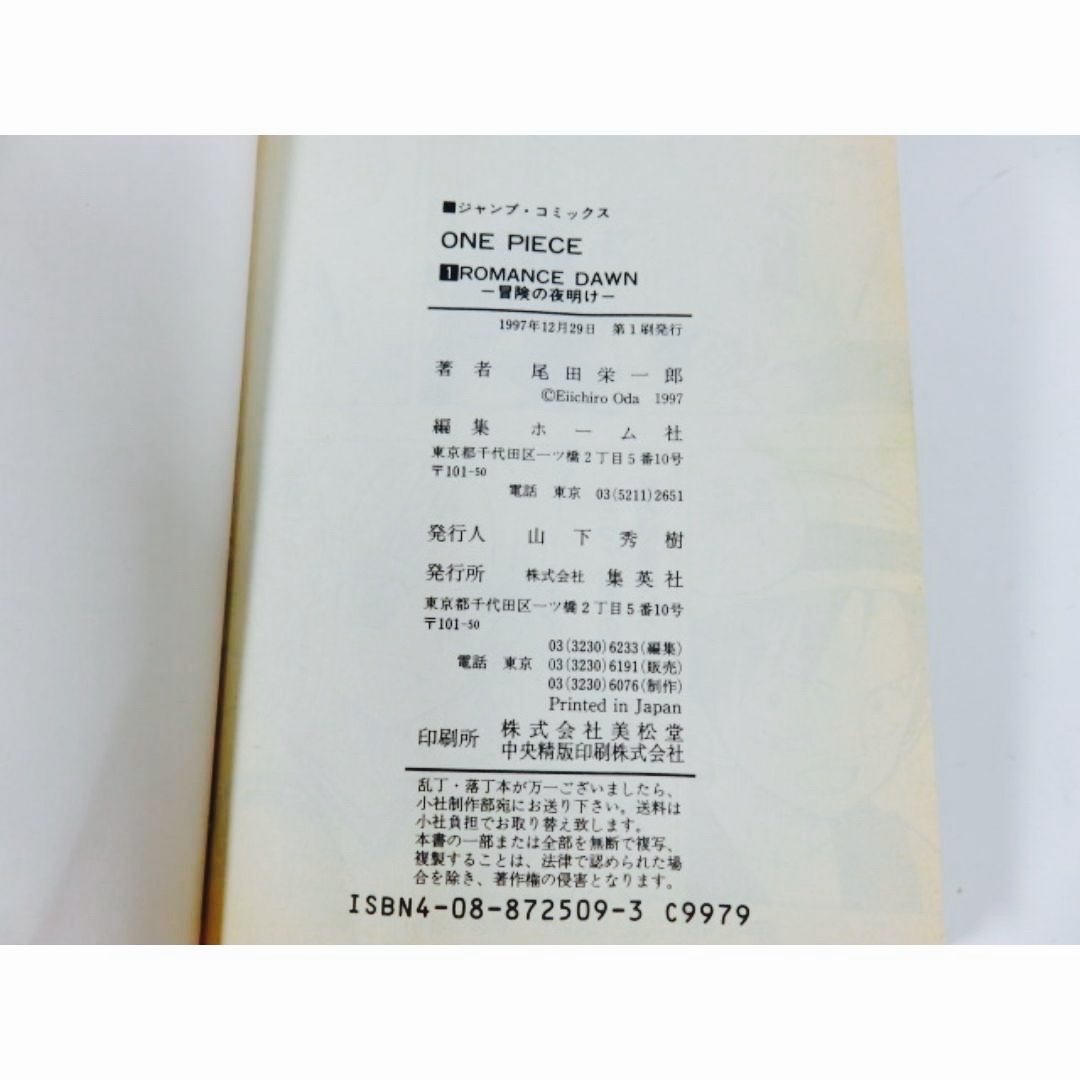 ■ジャンプ・コミックス
ONE PIECE
1 ROMANCE DAWN
ー冒険の夜明けー
1997年12月29日 第1刷発行
著者 尾田栄一郎
©Eiichiro Oda 1997
編集 ホーム社
東京都千代田区一ツ橋2丁目5番10号
〒101-50
電話 東京 03(5211)2651
発行人 山下秀樹
発行所 株式会社 集英社
東京都千代田区一ツ橋2丁目5番10号
〒101-50
03(3230)6233(編集)
電話 東京 03(3230)6191(販売)
03(3230)6076(制作)
Printed in Japan
印刷所 株式会社美松堂
中央精版印刷株式会社
乱丁・落丁本が万一ございましたら、
小社制作部宛にお送り下さい。送料は
小社負担でお取り替え致します。
本書の一部または全部を無断で複写、
複製することは、法律で認められた場
合を除き、著作権の侵害となります。
ISBN4-08-872509-3 C9979